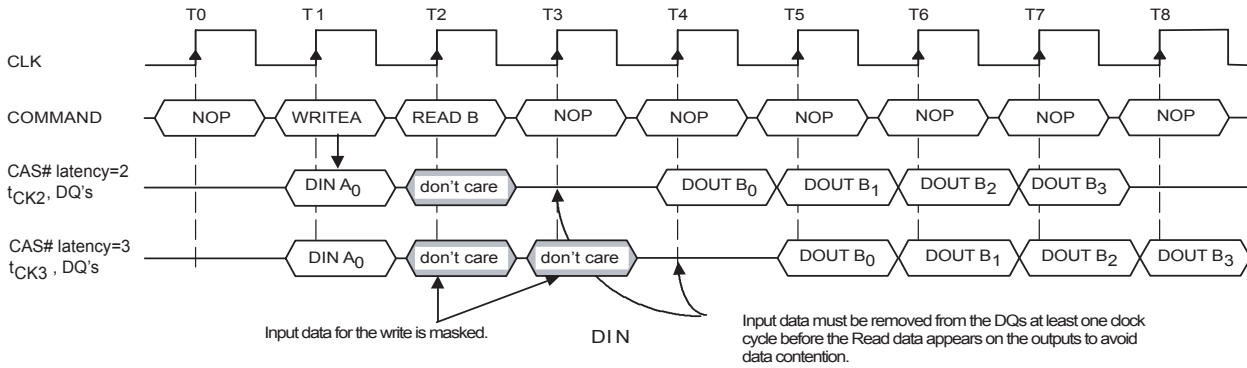 T0 T1 T2 T3 T4 T5 T6 T7 T8
CLK
COMMAND NOP WRITEA READ B NOP NOP NOP NOP NOP NOP
CAS# latency=2
tCK2, DQ's DIN A0 don't care DOUT B0 DOUT B1 DOUT B2 DOUT B3
CAS# latency=3
tCK3 , DQ's DIN A0 don't care don't care DOUT B0 DOUT B1 DOUT B2 DOUT B3
Input data for the write is masked.
DIN
Input data must be removed from the DQs at least one clock
cycle before the Read data appears on the outputs to avoid
data contention.